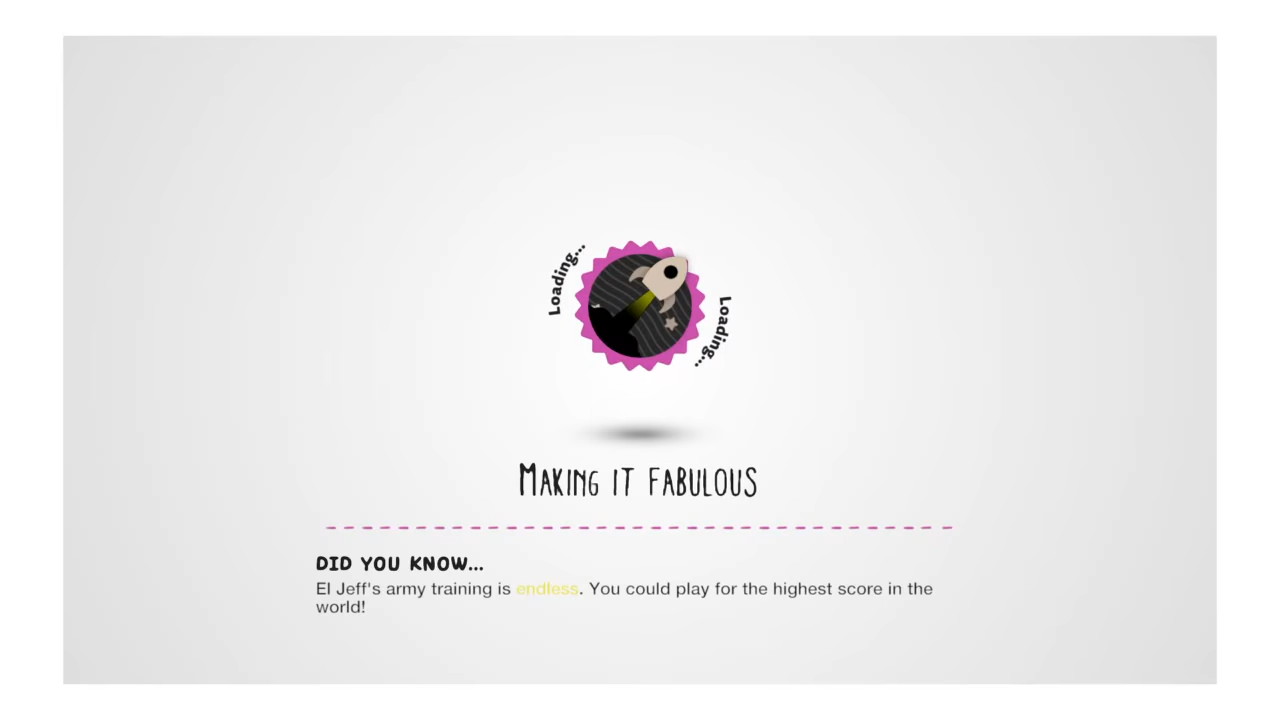 Loading...
Loading...
Making it fabulous
DID YOU KNOW...
El Jeff's army training is endless. You could play for the highest score in the
world!